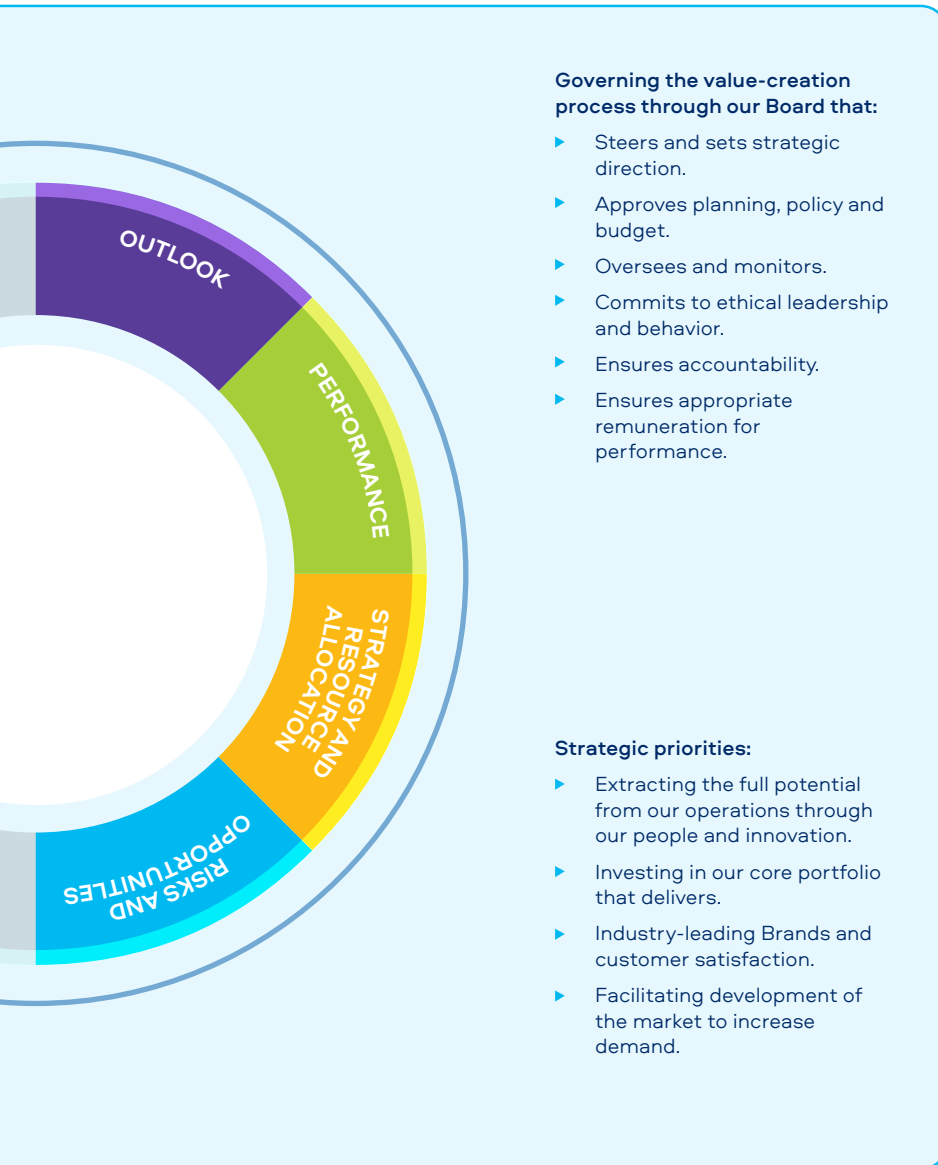 OUTLOOK
PERFORMANCE
STRATEGY AND
RESOURCE
ALLOCATION
RISKS AND
OPPORTUNITIES
Governing the value-creation
process through our Board that:
Steers and sets strategic
direction.
Approves planning, policy and
budget.
Oversees and monitors.
Commits to ethical leadership
and behavior.
Ensures accountability.
Ensures appropriate
remuneration for
performance.
Strategic priorities:
Extracting the full potential
from our operations through
our people and innovation.
Investing in our core portfolio
that delivers.
Industry-leading Brands and
customer satisfaction.
Facilitating development of
the market to increase
demand.